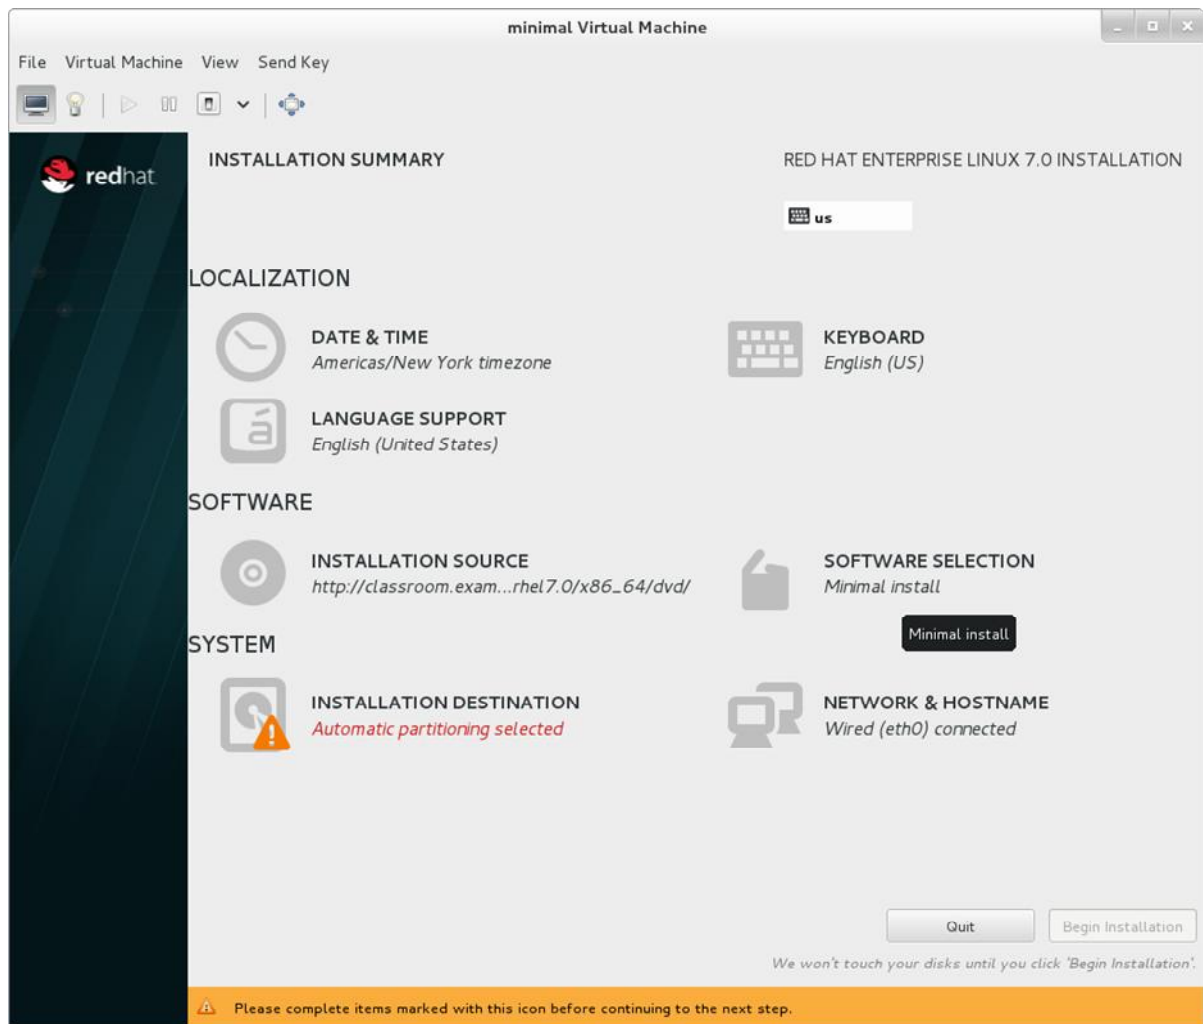 minimal Virtual Machine
File Virtual Machine View Send Key
redhat.
INSTALLATION SUMMARY
RED HAT ENTERPRISE LINUX 7.0 INSTALLATION
us
LOCALIZATION
DATE & TIME
Americas/New York timezone
KEYBOARD
English (US)
á
LANGUAGE SUPPORT
English (United States)
SOFTWARE
INSTALLATION SOURCE
http://classroom.exam...rhel7.0/x86_64/dvd/
SOFTWARE SELECTION
Minimal install
Minimal install
SYSTEM
INSTALLATION DESTINATION
Automatic partitioning selected
NETWORK & HOSTNAME
Wired (eth0) connected
Quit
Begin Installation
We won't touch your disks until you click 'Begin Installation'.
Please complete items marked with this icon before continuing to the next step.